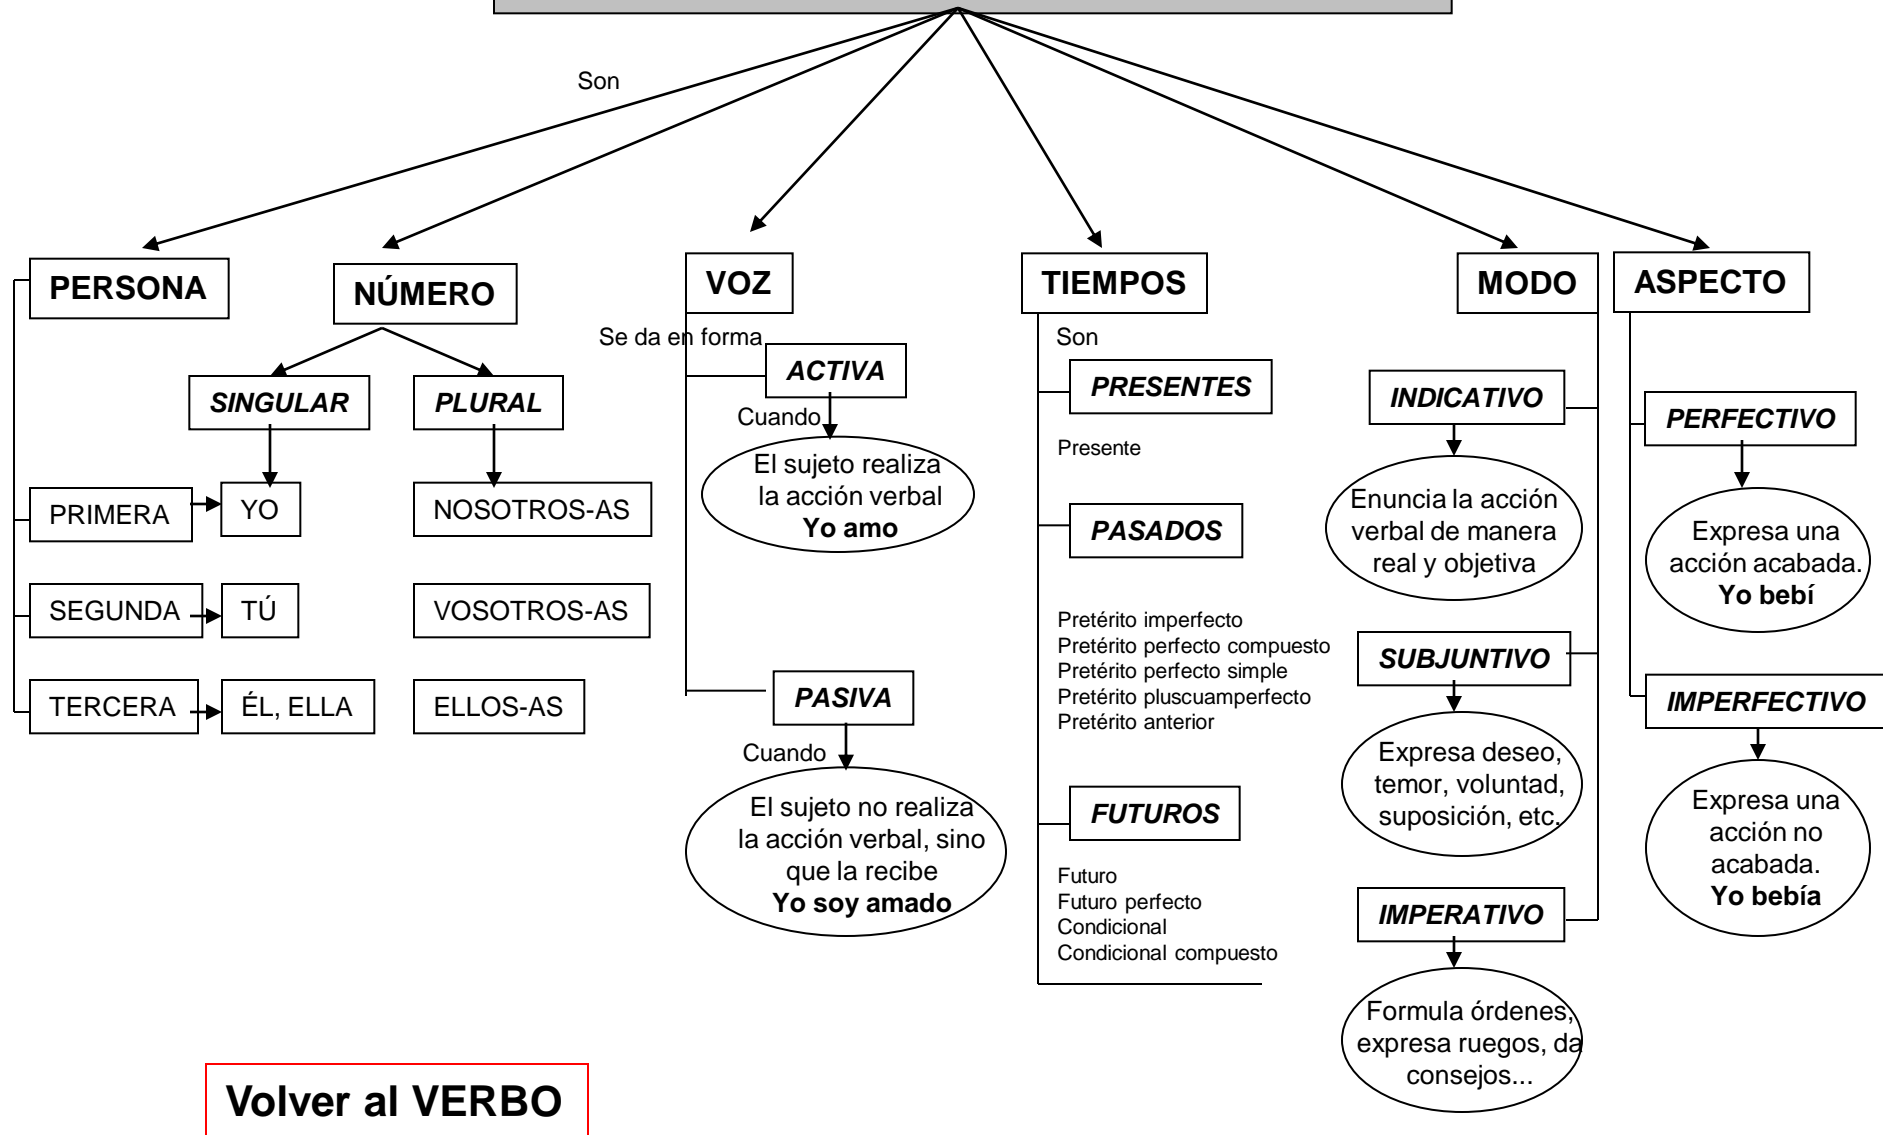 Son
PERSONA
NÚMERO
VOZ
TIEMPOS
MODO
ASPECTO
SINGULAR
PLURAL
PRIMERA
YO
NOSOTROS-AS
SEGUNDA
TÚ
VOSOTROS-AS
TERCERA
ÉL, ELLA
ELLOS-AS
Se da en forma
ACTIVA
Cuando
El sujeto realiza
la acción verbal
Yo amo
PASIVA
Cuando
El sujeto no realiza
la acción verbal, sino
que la recibe
Yo soy amado
Son
PRESENTES
Presente
PASADOS
Pretérito imperfecto
Pretérito perfecto compuesto
Pretérito perfecto simple
Pretérito pluscuamperfecto
Pretérito anterior
FUTUROS
Futuro
Futuro perfecto
Condicional
Condicional compuesto
INDICATIVO
Enuncia la acción
verbal de manera
real y objetiva
SUBJUNTIVO
Expresa deseo,
temor, voluntad,
suposición, etc.
IMPERATIVO
Formula órdenes,
expresa ruegos, da
consejos...
PERFECTIVO
Expresa una
acción acabada.
Yo bebí
IMPERFECTIVO
Expresa una
acción no
acabada.
Yo bebía
Volver al VERBO